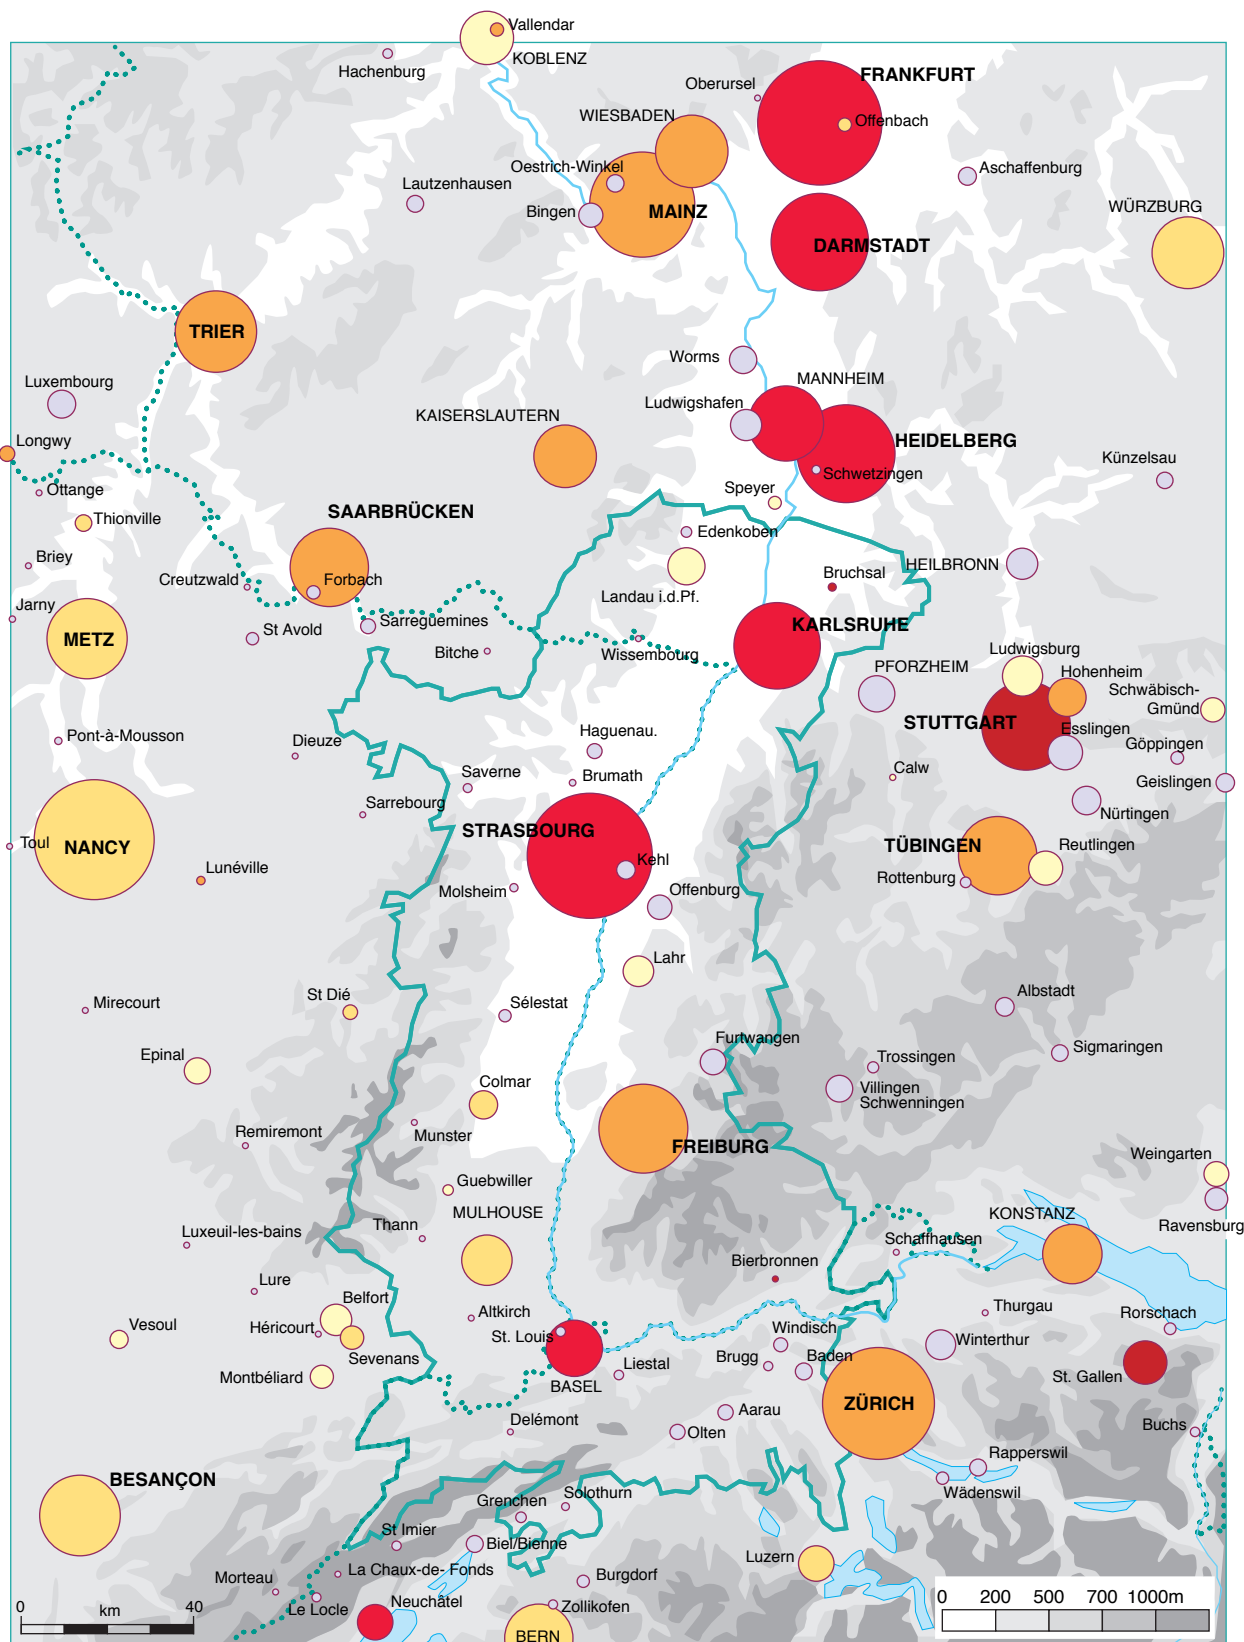 Vallendar
KOBLENZ
Hachenburg
Oberursel
FRANKFURT
WIESBADEN
Offenbach
Oestrich-Winkel
Aschaffenburg
Lautzenhausen
Bingen
MAINZ
WÜRZBURG
DARMSTADT
TRIER
Worms
Luxembourg
MANNHEIM
Ludwigshafen
KAISERSLAUTERN
HEIDELBERG
Longwy
Künzelsau
Schwetzingen
Ottange
Speyer
Thionville
SAARBRÜCKEN
Edenkoben
Briey
HEILBRONN
Creutzwald
Forbach
Bruchsal
Landau i.d.Pf.
Jarny
METZ
St Avold
Sarreguemines
KARLSRUHE
Bitche
Wissembourg
Ludwigsburg
PFORZHEIM
Hohenheim
Schwäbisch-
Gmünd
STUTTGART
Esslingen
Pont-à-Mousson
Dieuze
Haguenau.
Göppingen
Saverne
Brumath
Calw
Geislingen
Sarrebourg
Nürtingen
STRASBOURG
Toul
NANCY
TÜBINGEN
Reutlingen
Kehl
Lunéville
Rottenburg
Molsheim
Offenburg
Lahr
St Dié
Mirecourt
Sélestat
Albstadt
Furtwangen
Epinal
Trossingen
Sigmaringen
Colmar
Villingen
Schwenningen
Remiremont
Munster
FREIBURG
Weingarten
Guebwiller
MULHOUSE
KONSTANZ
Thann
Luxeuil-les-bains
Schaffhausen
Ravensburg
Bierbronnen
Lure
Belfort
Altkirch
Thurgau
Rorschach
Vesoul
Héricourt
St. Louis
Windisch
Winterthur
Sevenans
Liestal
Brugg
Baden
Montbéliard
BASEL
St. Gallen
ZÜRICH
Delémont
Aarau
Olten
Buchs
Rapperswil
BESANÇON
Wädenswil
Grenchen
Solothurn
St Imier
Biel/Bienne
Luzern
La Chaux-de- Fonds
Morteau
Burgdorf
Le Locle
Neuchâtel
Zollikofen
BERN
0 km 40
0 200 500 700 1000m